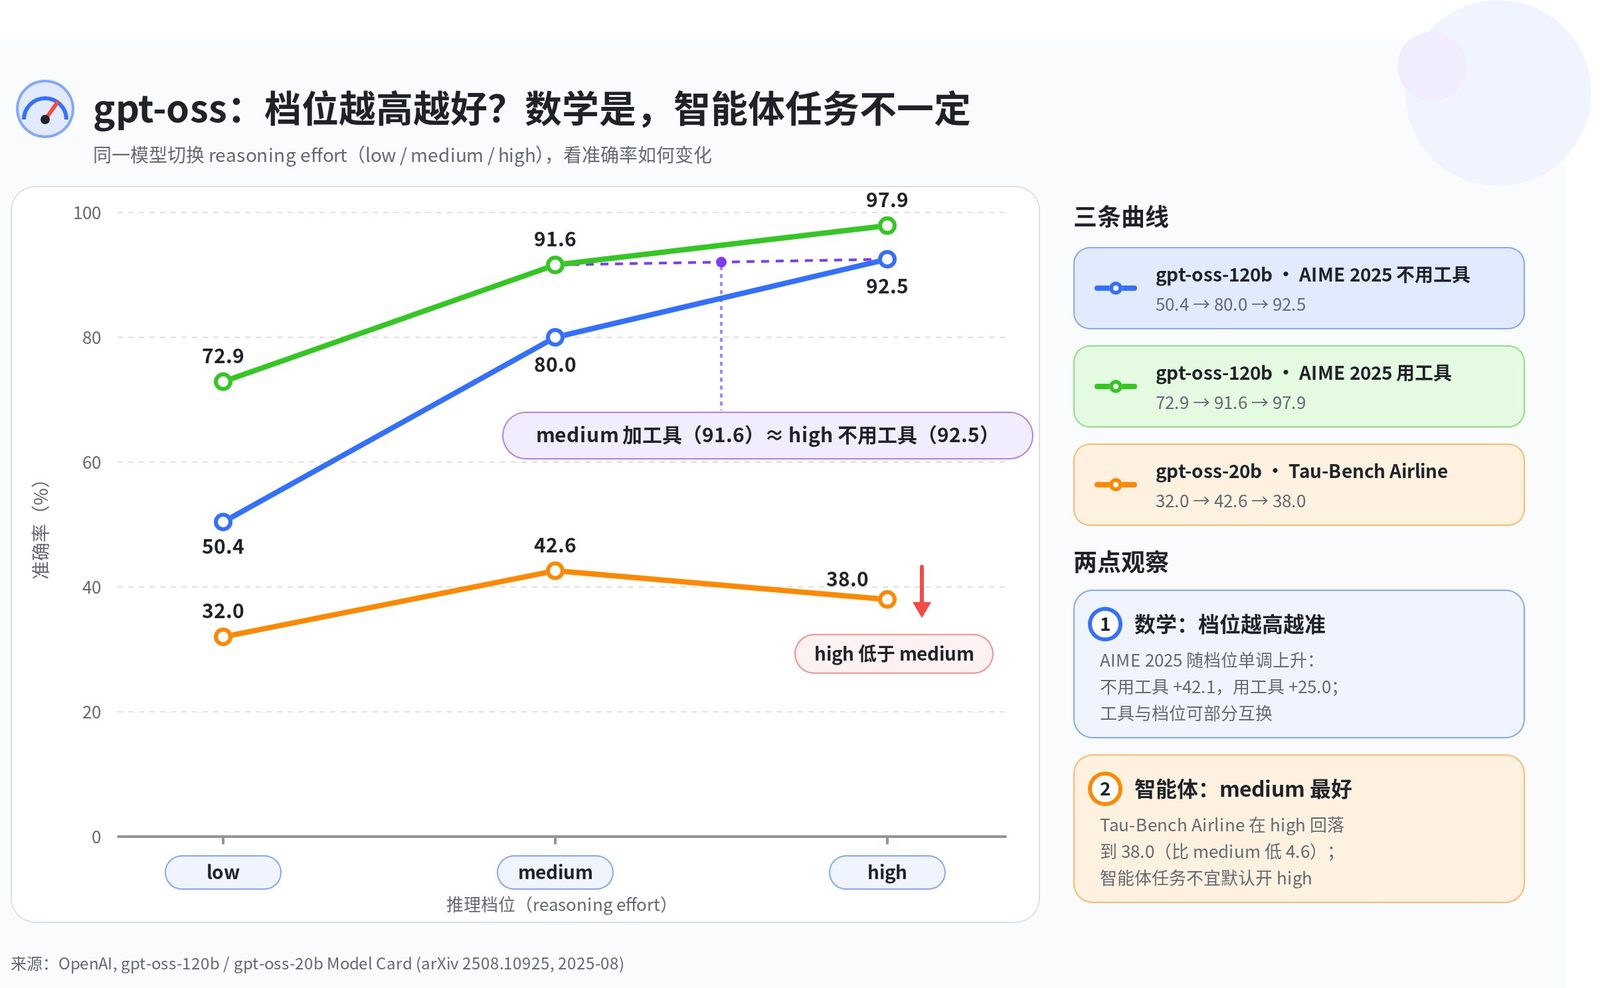 gpt-oss：档位越高越好？数学是，智能体任务不一定
同一模型切换 reasoning effort（low / medium / high），看准确率如何变化
准确率（%）
100
80
60
40
20
0
72.9
91.6
97.9
50.4
80.0
92.5
medium 加工具（91.6）≈ high 不用工具（92.5）
32.0
42.6
38.0
high 低于 medium
low
medium
high
推理档位（reasoning effort）
三条曲线
gpt-oss-120b · AIME 2025 不用工具
50.4 → 80.0 → 92.5
gpt-oss-120b · AIME 2025 用工具
72.9 → 91.6 → 97.9
gpt-oss-20b · Tau-Bench Airline
32.0 → 42.6 → 38.0
两点观察
1 数学：档位越高越准
AIME 2025 随档位单调上升：
不用工具 +42.1，用工具 +25.0；
工具与档位可部分互换
2 智能体：medium 最好
Tau-Bench Airline 在 high 回落
到 38.0（比 medium 低 4.6）；
智能体任务不宜默认开 high
来源：OpenAI, gpt-oss-120b / gpt-oss-20b Model Card (arXiv 2508.10925, 2025-08)